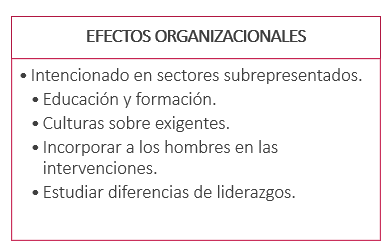 EFECTOS ORGANIZACIONALES
• Intencionado en sectores subrepresentados.
• Educación y formación.
• Culturas sobre exigentes.
• Incorporar a los hombres en las
intervenciones.
• Estudiar diferencias de liderazgos.